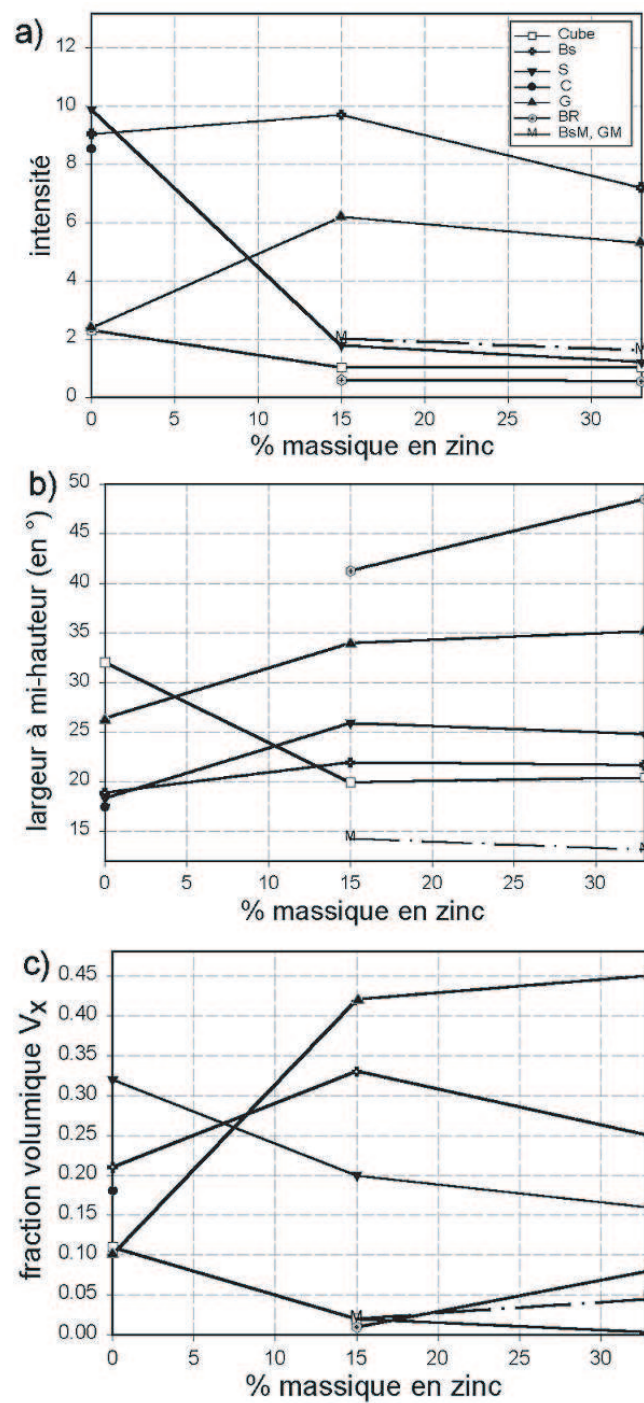 a)
12
10
8
6
4
2
0
intensité
Cube
Bs
S
C
G
BR
M BsM, GM
M
M
0 5 10 15 20 25 30
% massique en zinc
b)
50
45
40
35
30
25
20
15
largeur à mi-hauteur (en °)
M
M
0 5 10 15 20 25 30
% massique en zinc
c)
0.45
0.40
0.35
0.30
0.25
0.20
0.15
0.10
0.05
0.00
fraction volumique Vx
M
0 5 10 15 20 25 30
% massique en zinc